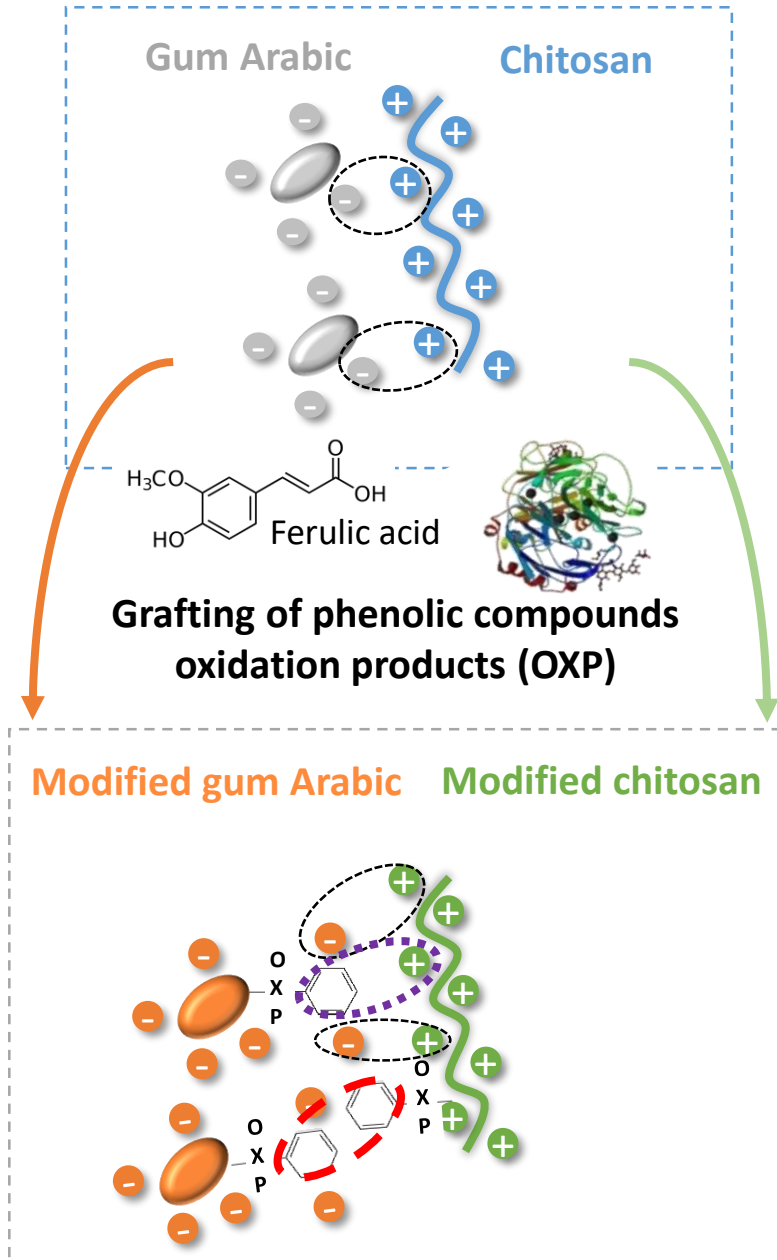 Gum Arabic
Chitosan
-
+
+
-
-
+
+
-
+
+
-
+
-
+
-
+
-
H₃CO
O
OH
HO
Ferulic acid
Grafting of phenolic compounds
oxidation products (OXP)
Modified gum Arabic
Modified chitosan
+
+
-
-
O
X
P
+
+
-
-
-
-
+
+
O
X
P
-
-
O
X
P
+
+
-
-
-
-